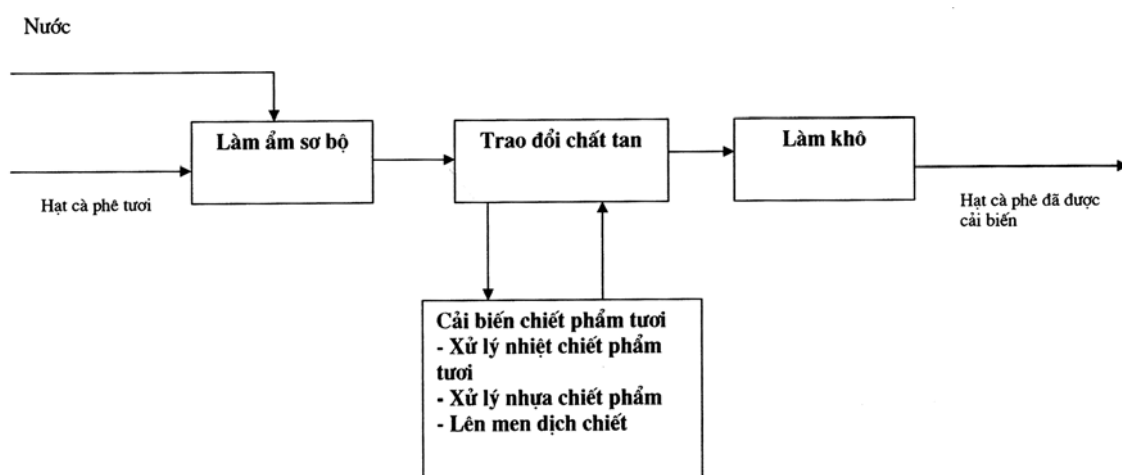 Nước
Làm ẩm sơ bộ
Trao đổi chất tan
Làm khô
Hạt cà phê tươi
Hạt cà phê đã được
cải biến
Cải biến chiết phẩm tươi
- Xử lý nhiệt chiết phẩm
tươi
- Xử lý nhựa chiết phẩm
- Lên men dịch chiết